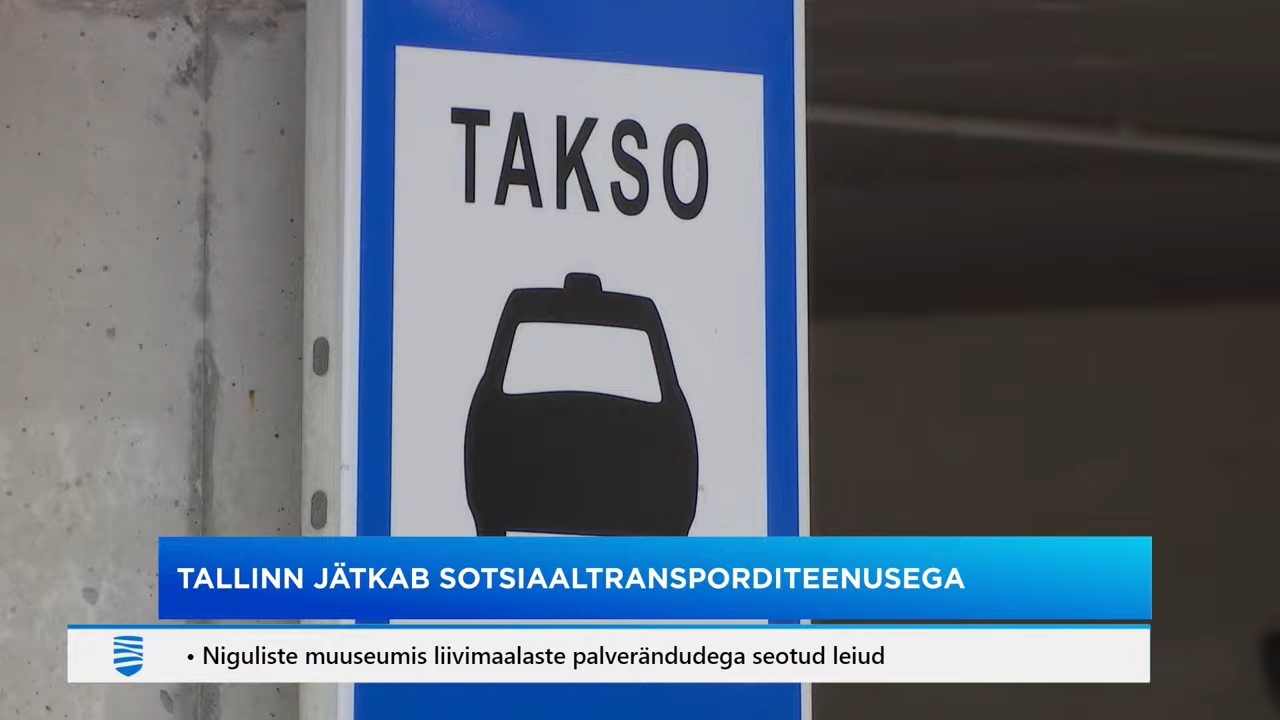 TAKSO
TALLINN JÄTKAB SOTSIAALTRANSPORDITEENUSEGA
• Niguliste muuseumis liivimaalaste palverändudega seotud leiud